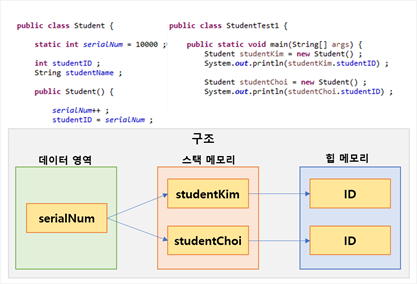 public class Student {
static int serialNum = 10000 ;
int studentID ;
String studentName ;
public Student() {
serialNum++ ;
studentID = serialNum ;
public class StudentTest1 {
public static void main(String[] args) {
Student studentKim = new Student() ;
System.out.println(studentKim.studentID) ;
Student studentChoi = new Student() ;
System.out.println(studentChoi.studentID) ;
구조
데이터 영역
스택 메모리
힙 메모리
serialNum
studentKim
ID
studentChoi
ID